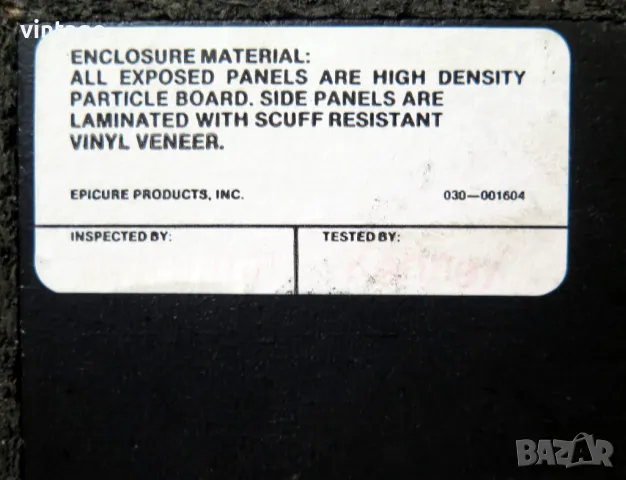 ENCLOSURE MATERIAL:
ALL EXPOSED PANELS ARE HIGH DENSITY
PARTICLE BOARD. SIDE PANELS ARE
LAMINATED WITH SCUFF RESISTANT
VINYL VENEER.
EPICURE PRODUCTS, INC. 030—001604
INSPECTED BY: TESTED BY:
BAZAR